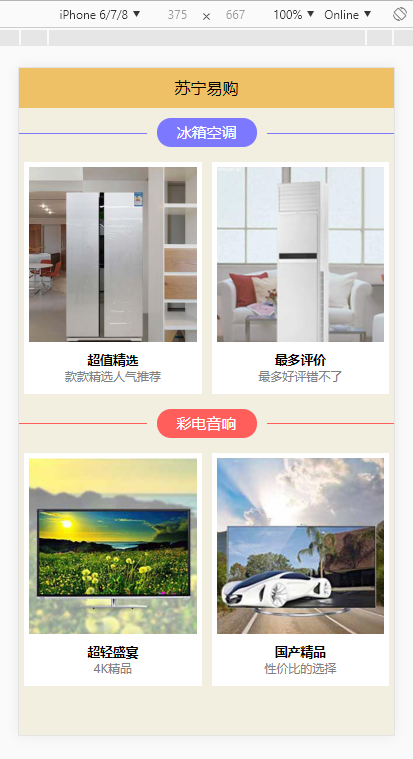 iPhone 6/7/8 ▼ 375 × 667 100% ▼ Online ▼
苏宁易购
冰箱空调
超值精选 最多评价
款款精选人气推荐 最多好评错不了
彩电音响
超轻盛宴 国产精品
4K精品 性价比的选择